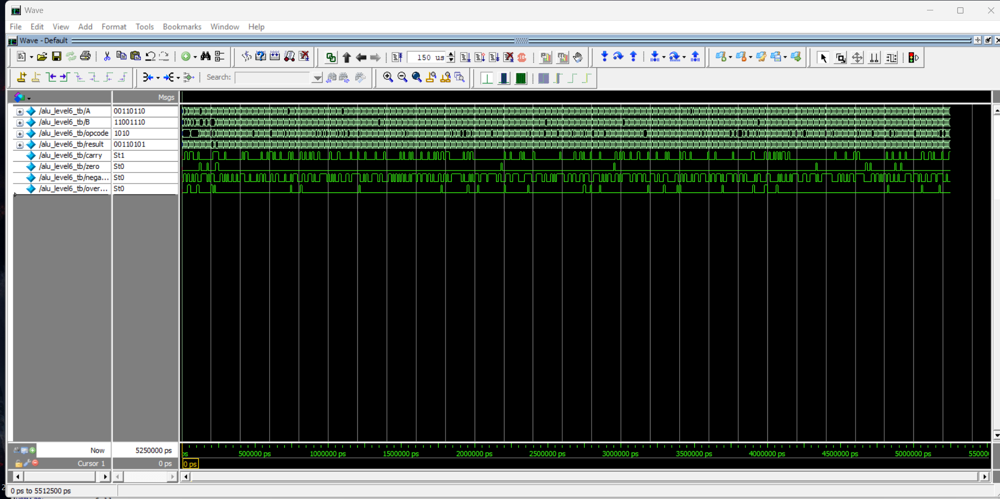 Wave
File Edit View Add Format Tools Bookmarks Window Help
Wave - Default
150 us
Search:
Msgs
/alu_level6_tb/A 00110110
/alu_level6_tb/B 11001110
/alu_level6_tb/opcode 1010
/alu_level6_tb/result 00110101
/alu_level6_tb/carry St1
/alu_level6_tb/zero St0
/alu_level6_tb/nega... St0
/alu_level6_tb/over... St0
Now 5250000 ps
ps 500000 ps 1000000 ps 1500000 ps 2000000 ps 2500000 ps 3000000 ps 3500000 ps 4000000 ps 4500000 ps 5000000 ps 55000
Cursor 1 0 ps
0 ps
0 ps to 5512500 ps